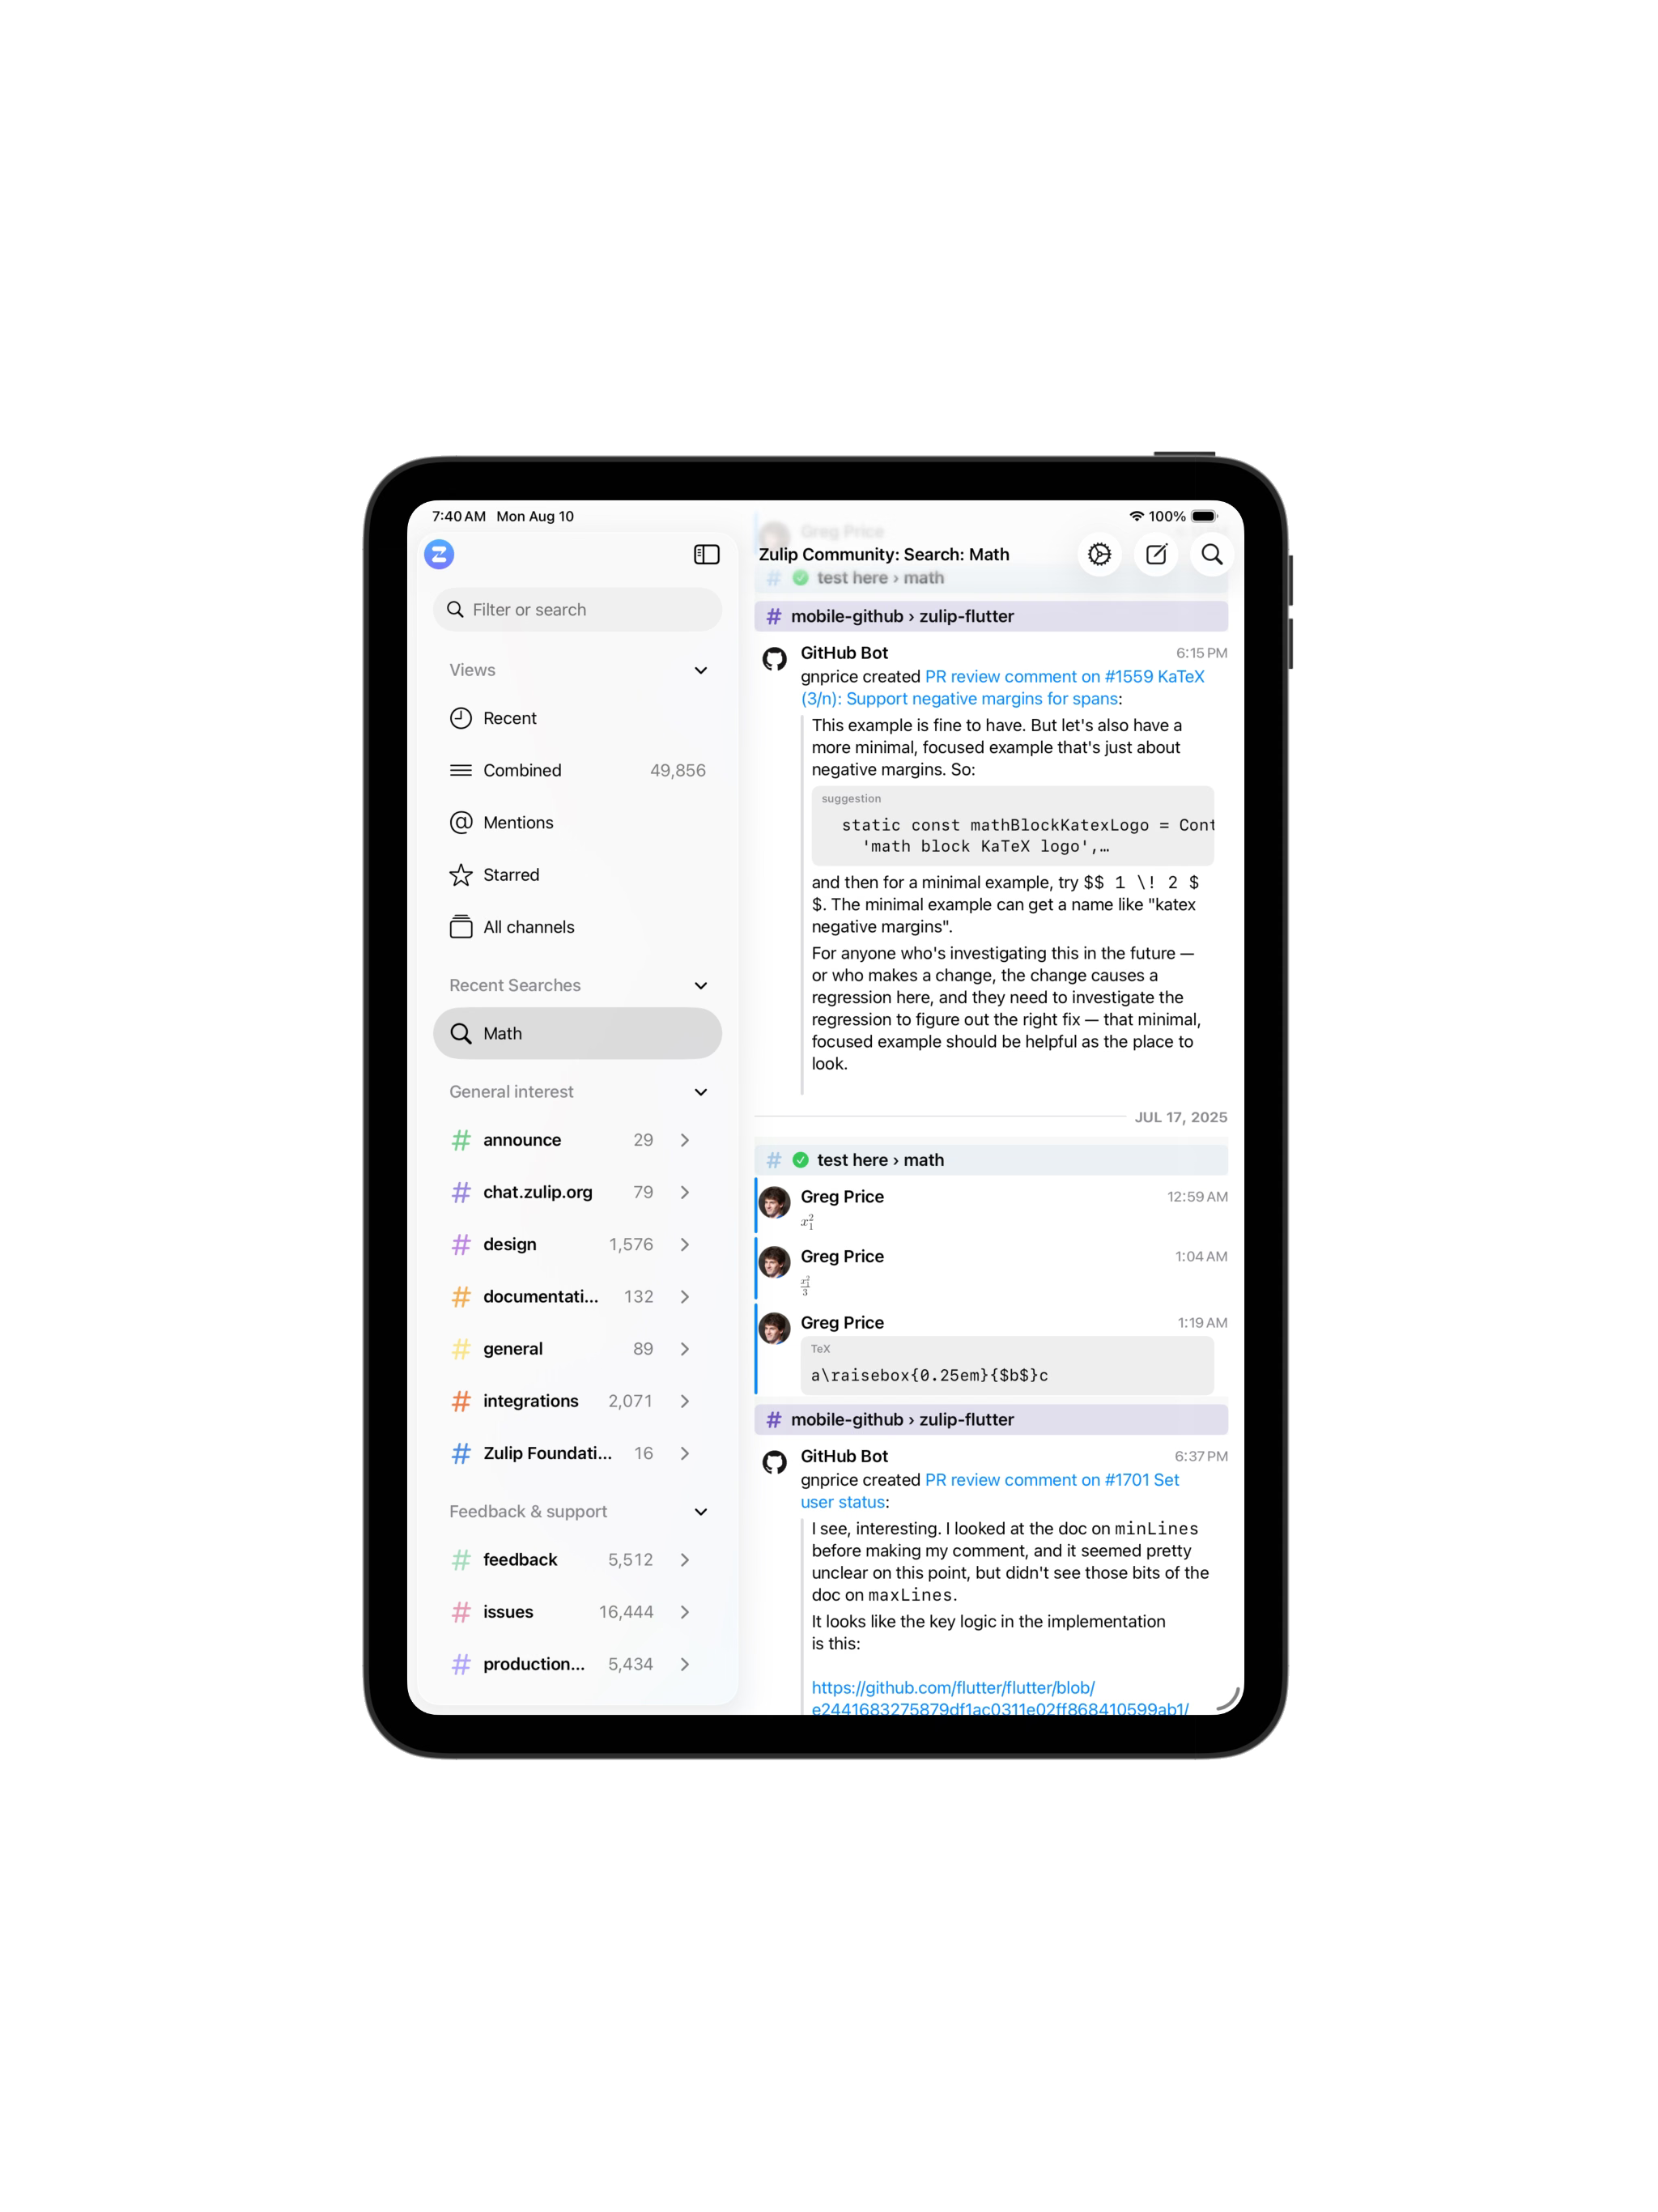 7:40 AM Mon Aug 10
100%
Filter or search
Views
Recent
Combined 49,856
Mentions
Starred
All channels
Recent Searches
Math
General interest
announce 29
chat.zulip.org 79
design 1,576
documentati... 132
general 89
integrations 2,071
Zulip Foundati... 16
Feedback & support
feedback 5,512
issues 16,444
production... 5,434
Greg Price
Zulip Community: Search: Math
# test here › math
# mobile-github › zulip-flutter
GitHub Bot 6:15 PM
gnprice created PR review comment on #1559 KaTeX
(3/n): Support negative margins for spans:
This example is fine to have. But let's also have a
more minimal, focused example that's just about
negative margins. So:
suggestion
static const mathBlockKatexLogo = Cont
'math block KaTeX logo',…
and then for a minimal example, try $$ 1 \! 2 $
$. The minimal example can get a name like "katex
negative margins".
For anyone who's investigating this in the future —
or who makes a change, the change causes a
regression here, and they need to investigate the
regression to figure out the right fix — that minimal,
focused example should be helpful as the place to
look.
JUL 17, 2025
# test here › math
Greg Price 12:59 AM
x₁²
Greg Price 1:04 AM
x₁²
3
Greg Price 1:19 AM
TeX
a\raisebox{0.25em}{$b$}c
# mobile-github › zulip-flutter
GitHub Bot 6:37 PM
gnprice created PR review comment on #1701 Set
user status:
I see, interesting. I looked at the doc on minLines
before making my comment, and it seemed pretty
unclear on this point, but didn't see those bits of the
doc on maxLines.
It looks like the key logic in the implementation
is this:
https://github.com/flutter/flutter/blob/
e2441683275879df1ac0311e02ff868410599ab1/